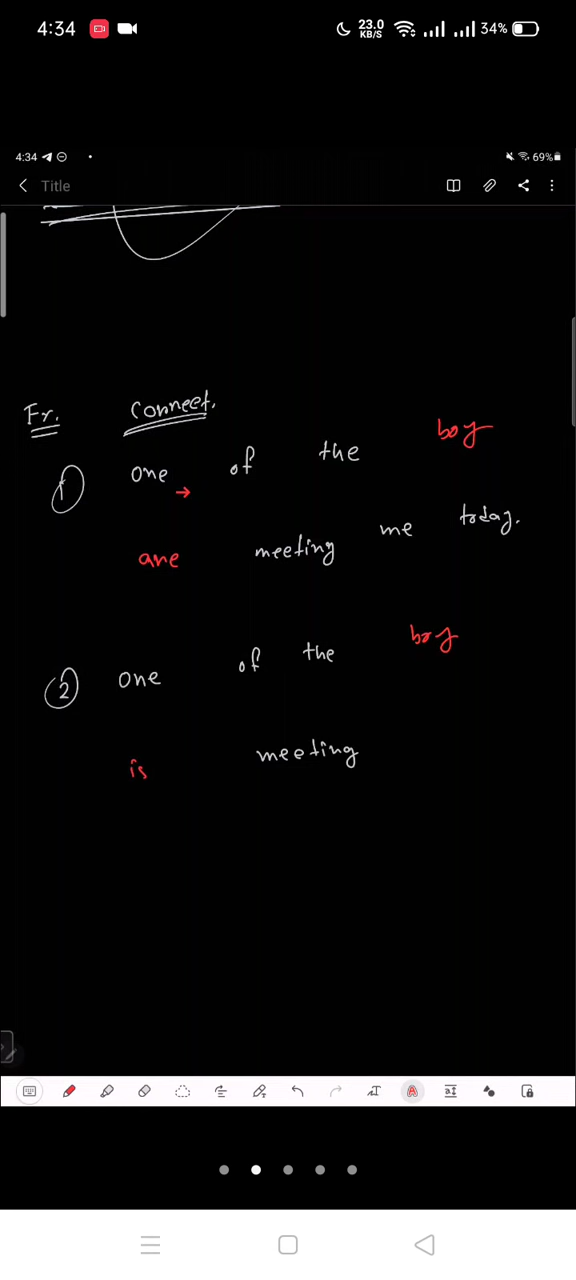 4:34 23.0 KB/S 34%
4:34 69%
Title
Ex. Connect.
1 one of the boy
are meeting me today.
2 one of the boy
is meeting